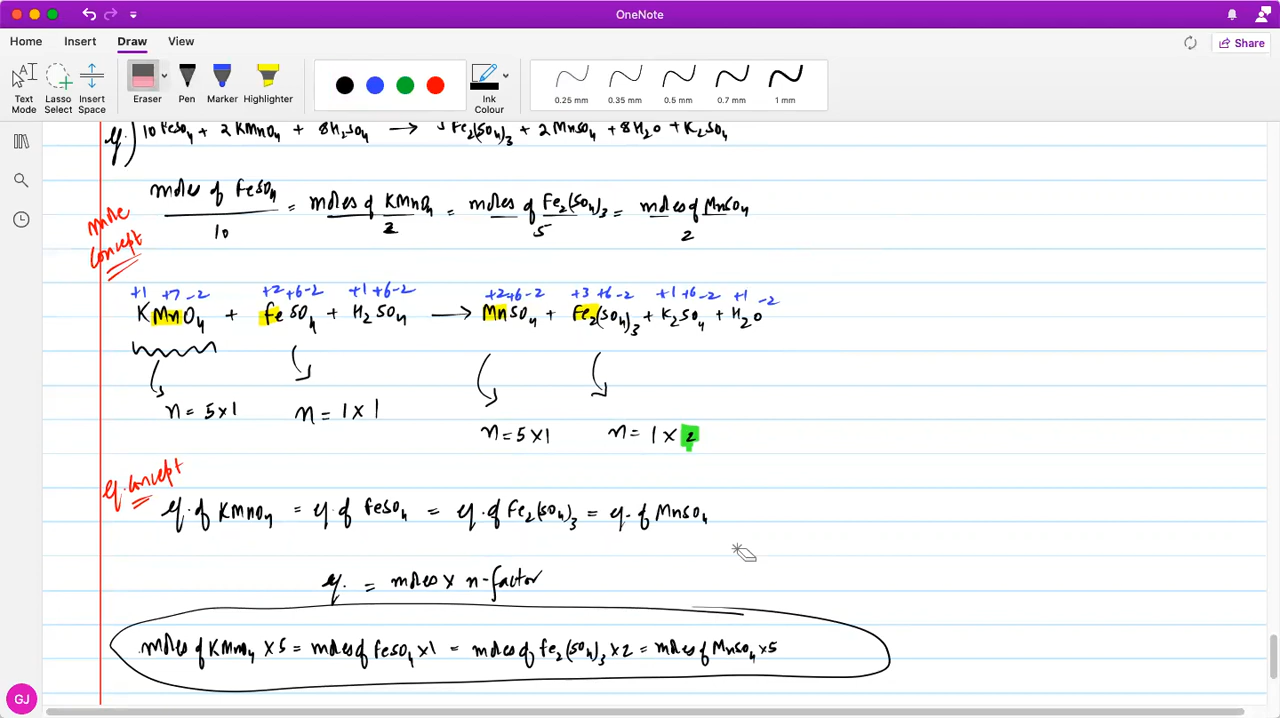 OneNote
Home Insert Draw View
Share
Text Mode
Lasso Select
Insert Space
Eraser
Pen
Marker
Highlighter
Ink Colour
0.25 mm 0.35 mm 0.5 mm 0.7 mm 1 mm
eg.) 10 FeSO4 + 2 KMnO4 + 8H2SO4 → 5 Fe2(SO4)3 + 2MnSO4 + 8H2O + K2SO4
mole concept
moles of FeSO4 / 10 = moles of KMnO4 / 2 = moles of Fe2(SO4)3 / 5 = moles of MnSO4 / 2
+1 +7 -2 +2 +6 -2 +1 +6 -2 +2 +6 -2 +3 +6 -2 +1 +6 -2 +1 -2
KMnO4 + FeSO4 + H2SO4 → MnSO4 + Fe2(SO4)3 + K2SO4 + H2O
n = 5 x 1 n = 1 x 1
n = 5 x 1 n = 1 x 2
eq. concept
eq. of KMnO4 = eq. of FeSO4 = eq. of Fe2(SO4)3 = eq. of MnSO4
eq. = moles x n-factor
moles of KMnO4 x 5 = moles of FeSO4 x 1 = moles of Fe2(SO4)3 x 2 = moles of MnSO4 x 5
GJ